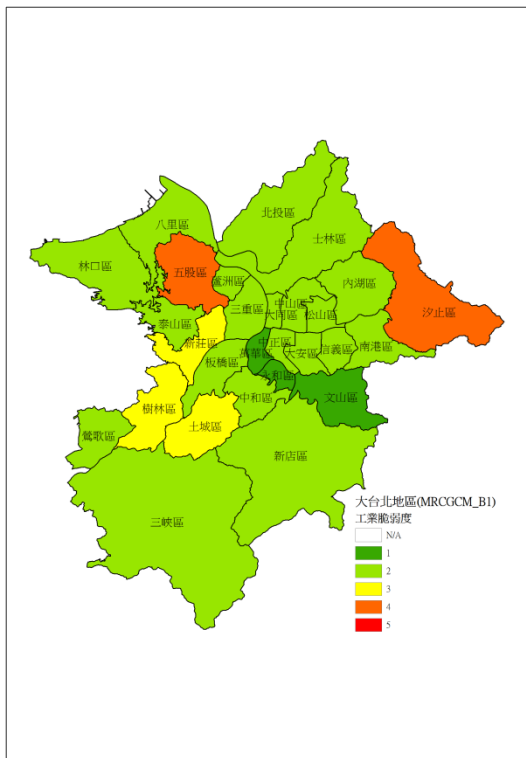 北投區
八里區
士林區
林口區
五股區
蘆洲區
內湖區
三重區
中山區
大同區
松山區
汐止區
泰山區
新莊區
中正區
萬華區
大安區
信義區
南港區
板橋區
永和區
樹林區
中和區
文山區
土城區
鶯歌區
新店區
三峽區
大台北地區(MRCGCM_B1)
工業脆弱度
N/A
1
2
3
4
5